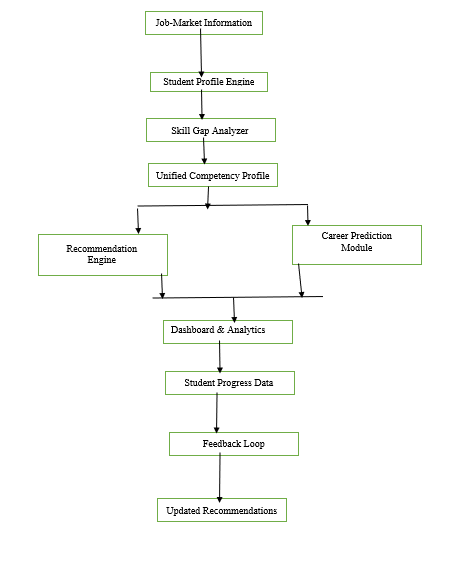 Job-Market Information
Student Profile Engine
Skill Gap Analyzer
Unified Competency Profile
Recommendation
Engine
Career Prediction
Module
Dashboard & Analytics
Student Progress Data
Feedback Loop
Updated Recommendations